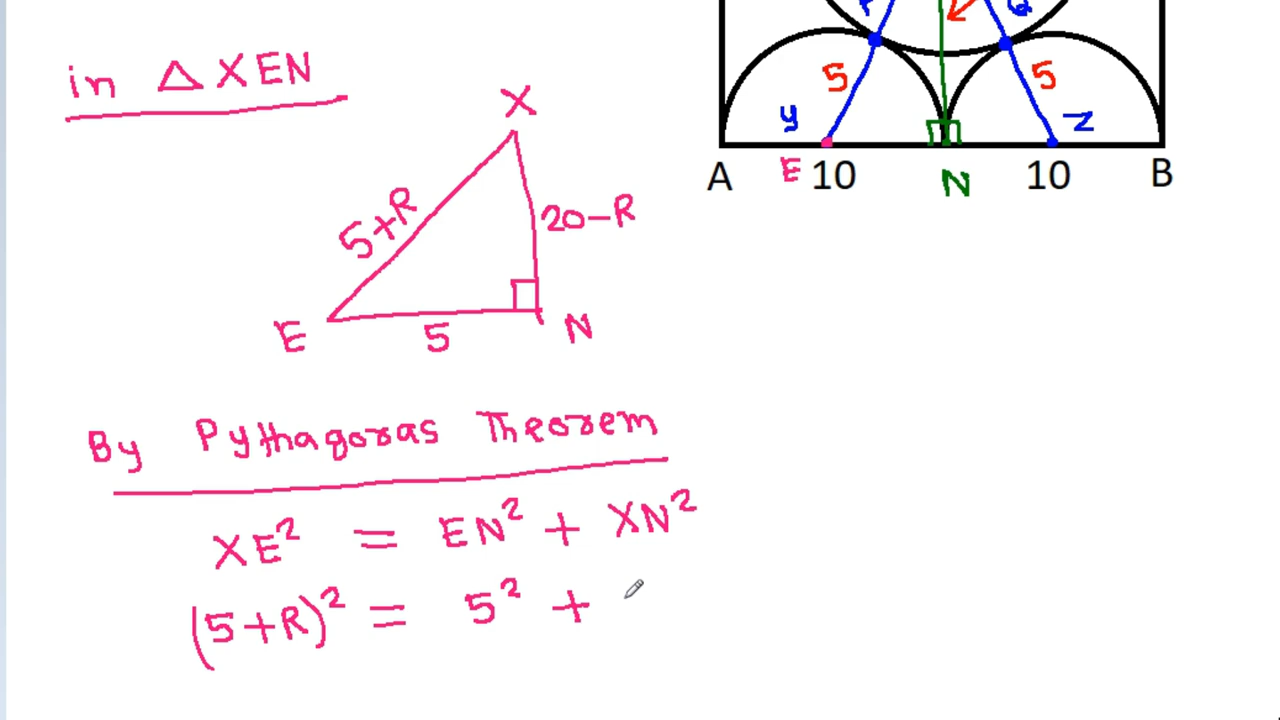 in △ XEN
X
5+R
20-R
E
5
N
By Pythagoras Theorem
XE² = EN² + XN²
(5+R)² = 5² +
5
5
y
Z
A
E
10
N
10
B